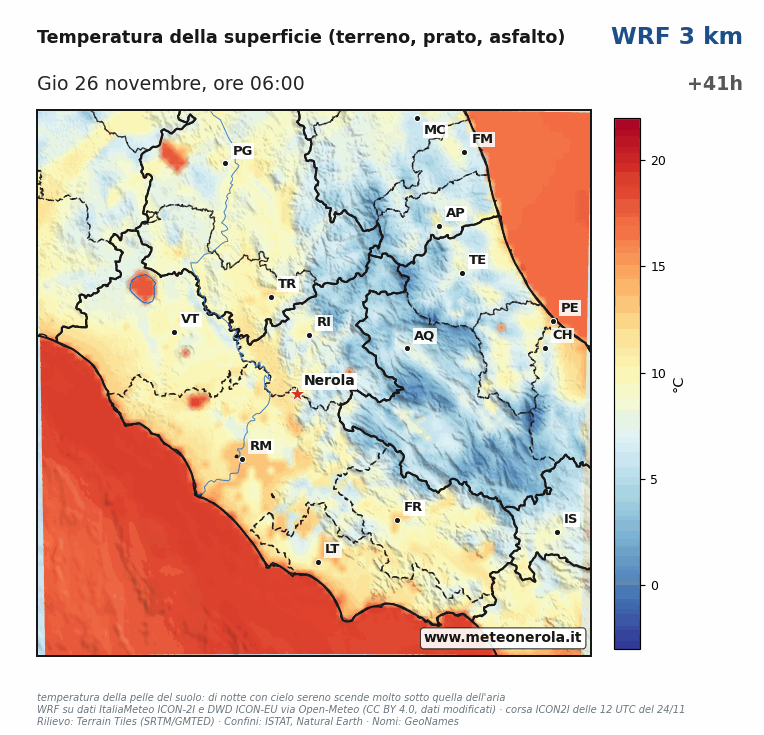 Temperatura della superficie (terreno, prato, asfalto)
WRF 3 km
Gio 26 novembre, ore 06:00
+41h
MC
FM
PG
AP
TE
TR
PE
VT
RI
AQ
CH
Nerola
RM
FR
IS
LT
www.meteonerola.it
20
15
10
5
0
°C
temperatura della pelle del suolo: di notte con cielo sereno scende molto sotto quella dell'aria
WRF su dati ItaliaMeteo ICON-2I e DWD ICON-EU via Open-Meteo (CC BY 4.0, dati modificati) · corsa ICON2I delle 12 UTC del 24/11
Rilievo: Terrain Tiles (SRTM/GMTED) · Confini: ISTAT, Natural Earth · Nomi: GeoNames